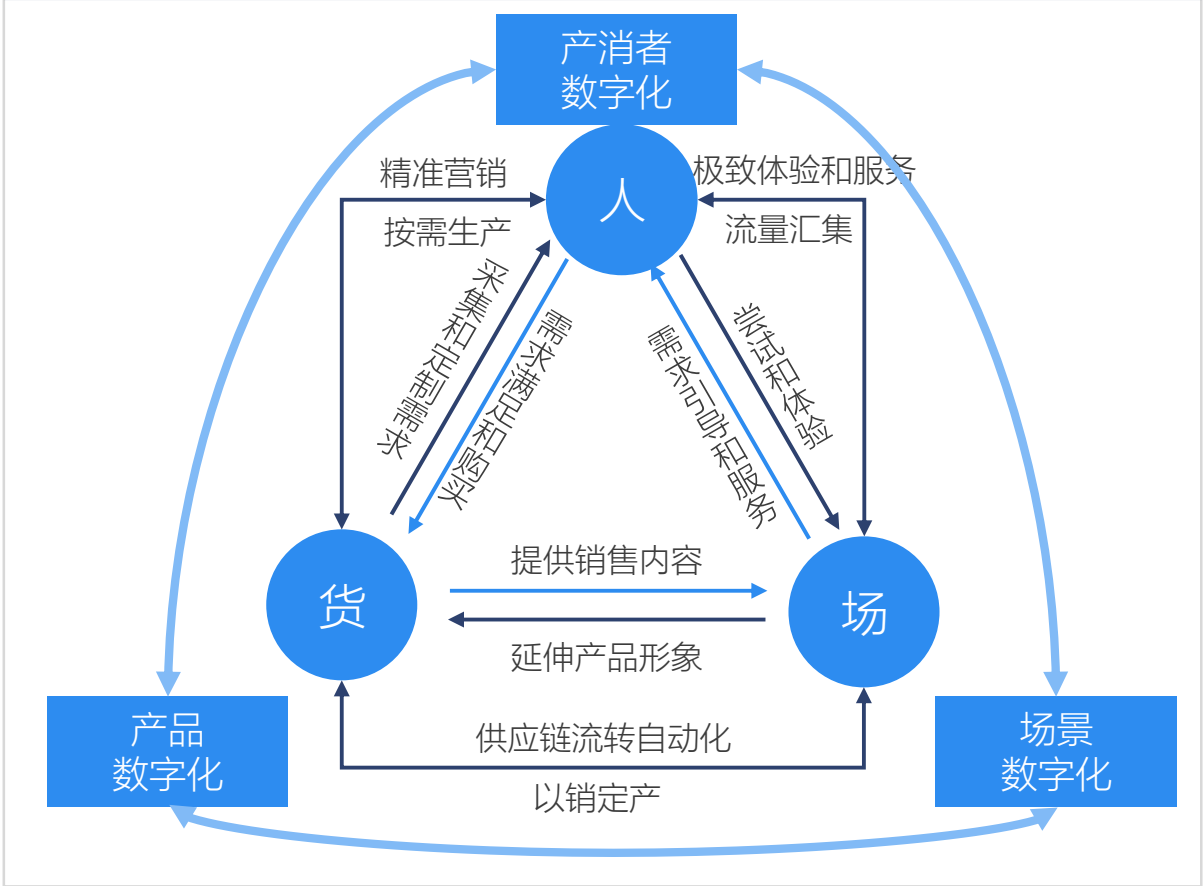 产消者
数字化
人
精准营销
按需生产
极致体验和服务
流量汇集
采集和定制需求
需求满足和购买
需求引导和服务
尝试和体验
货
提供销售内容
延伸产品形象
场
产品
数字化
供应链流转自动化
以销定产
场景
数字化